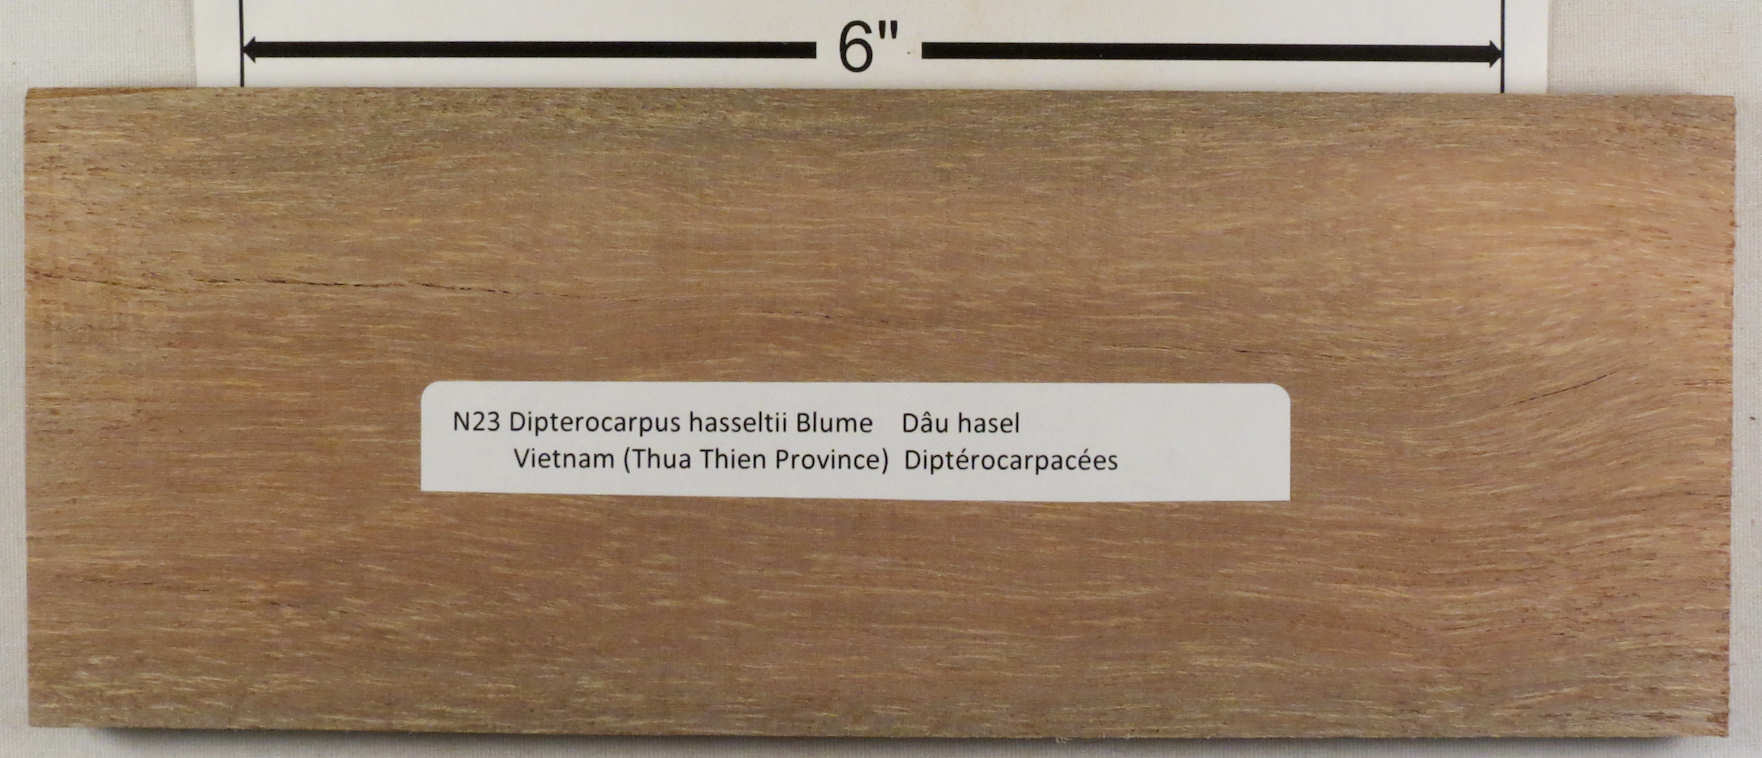 6"
N23 Dipterocarpus hasseltii Blume Dâu hasel
Vietnam (Thua Thien Province) Diptérocarpacées